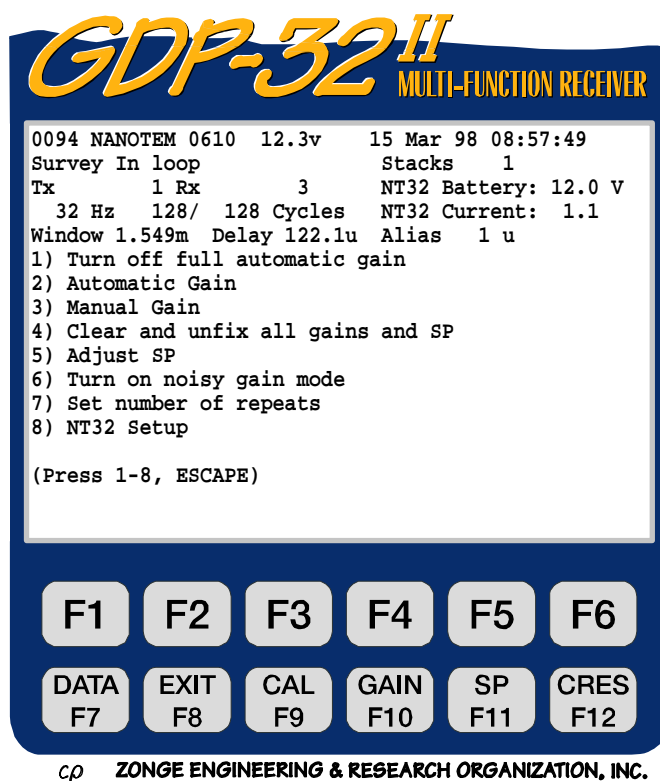 GDP-32 II
MULTI-FUNCTION RECEIVER
0094 NANOTEM 0610 12.3v 15 Mar 98 08:57:49
Survey In loop Stacks 1
Tx 1 Rx 3 NT32 Battery: 12.0 V
32 Hz 128/ 128 Cycles NT32 Current: 1.1
Window 1.549m Delay 122.1u Alias 1 u
1) Turn off full automatic gain
2) Automatic Gain
3) Manual Gain
4) Clear and unfix all gains and SP
5) Adjust SP
6) Turn on noisy gain mode
7) Set number of repeats
8) NT32 Setup
(Press 1-8, ESCAPE)
F1 F2 F3 F4 F5 F6
DATA EXIT CAL GAIN SP CRES
F7 F8 F9 F10 F11 F12
cρ ZONGE ENGINEERING & RESEARCH ORGANIZATION, INC.